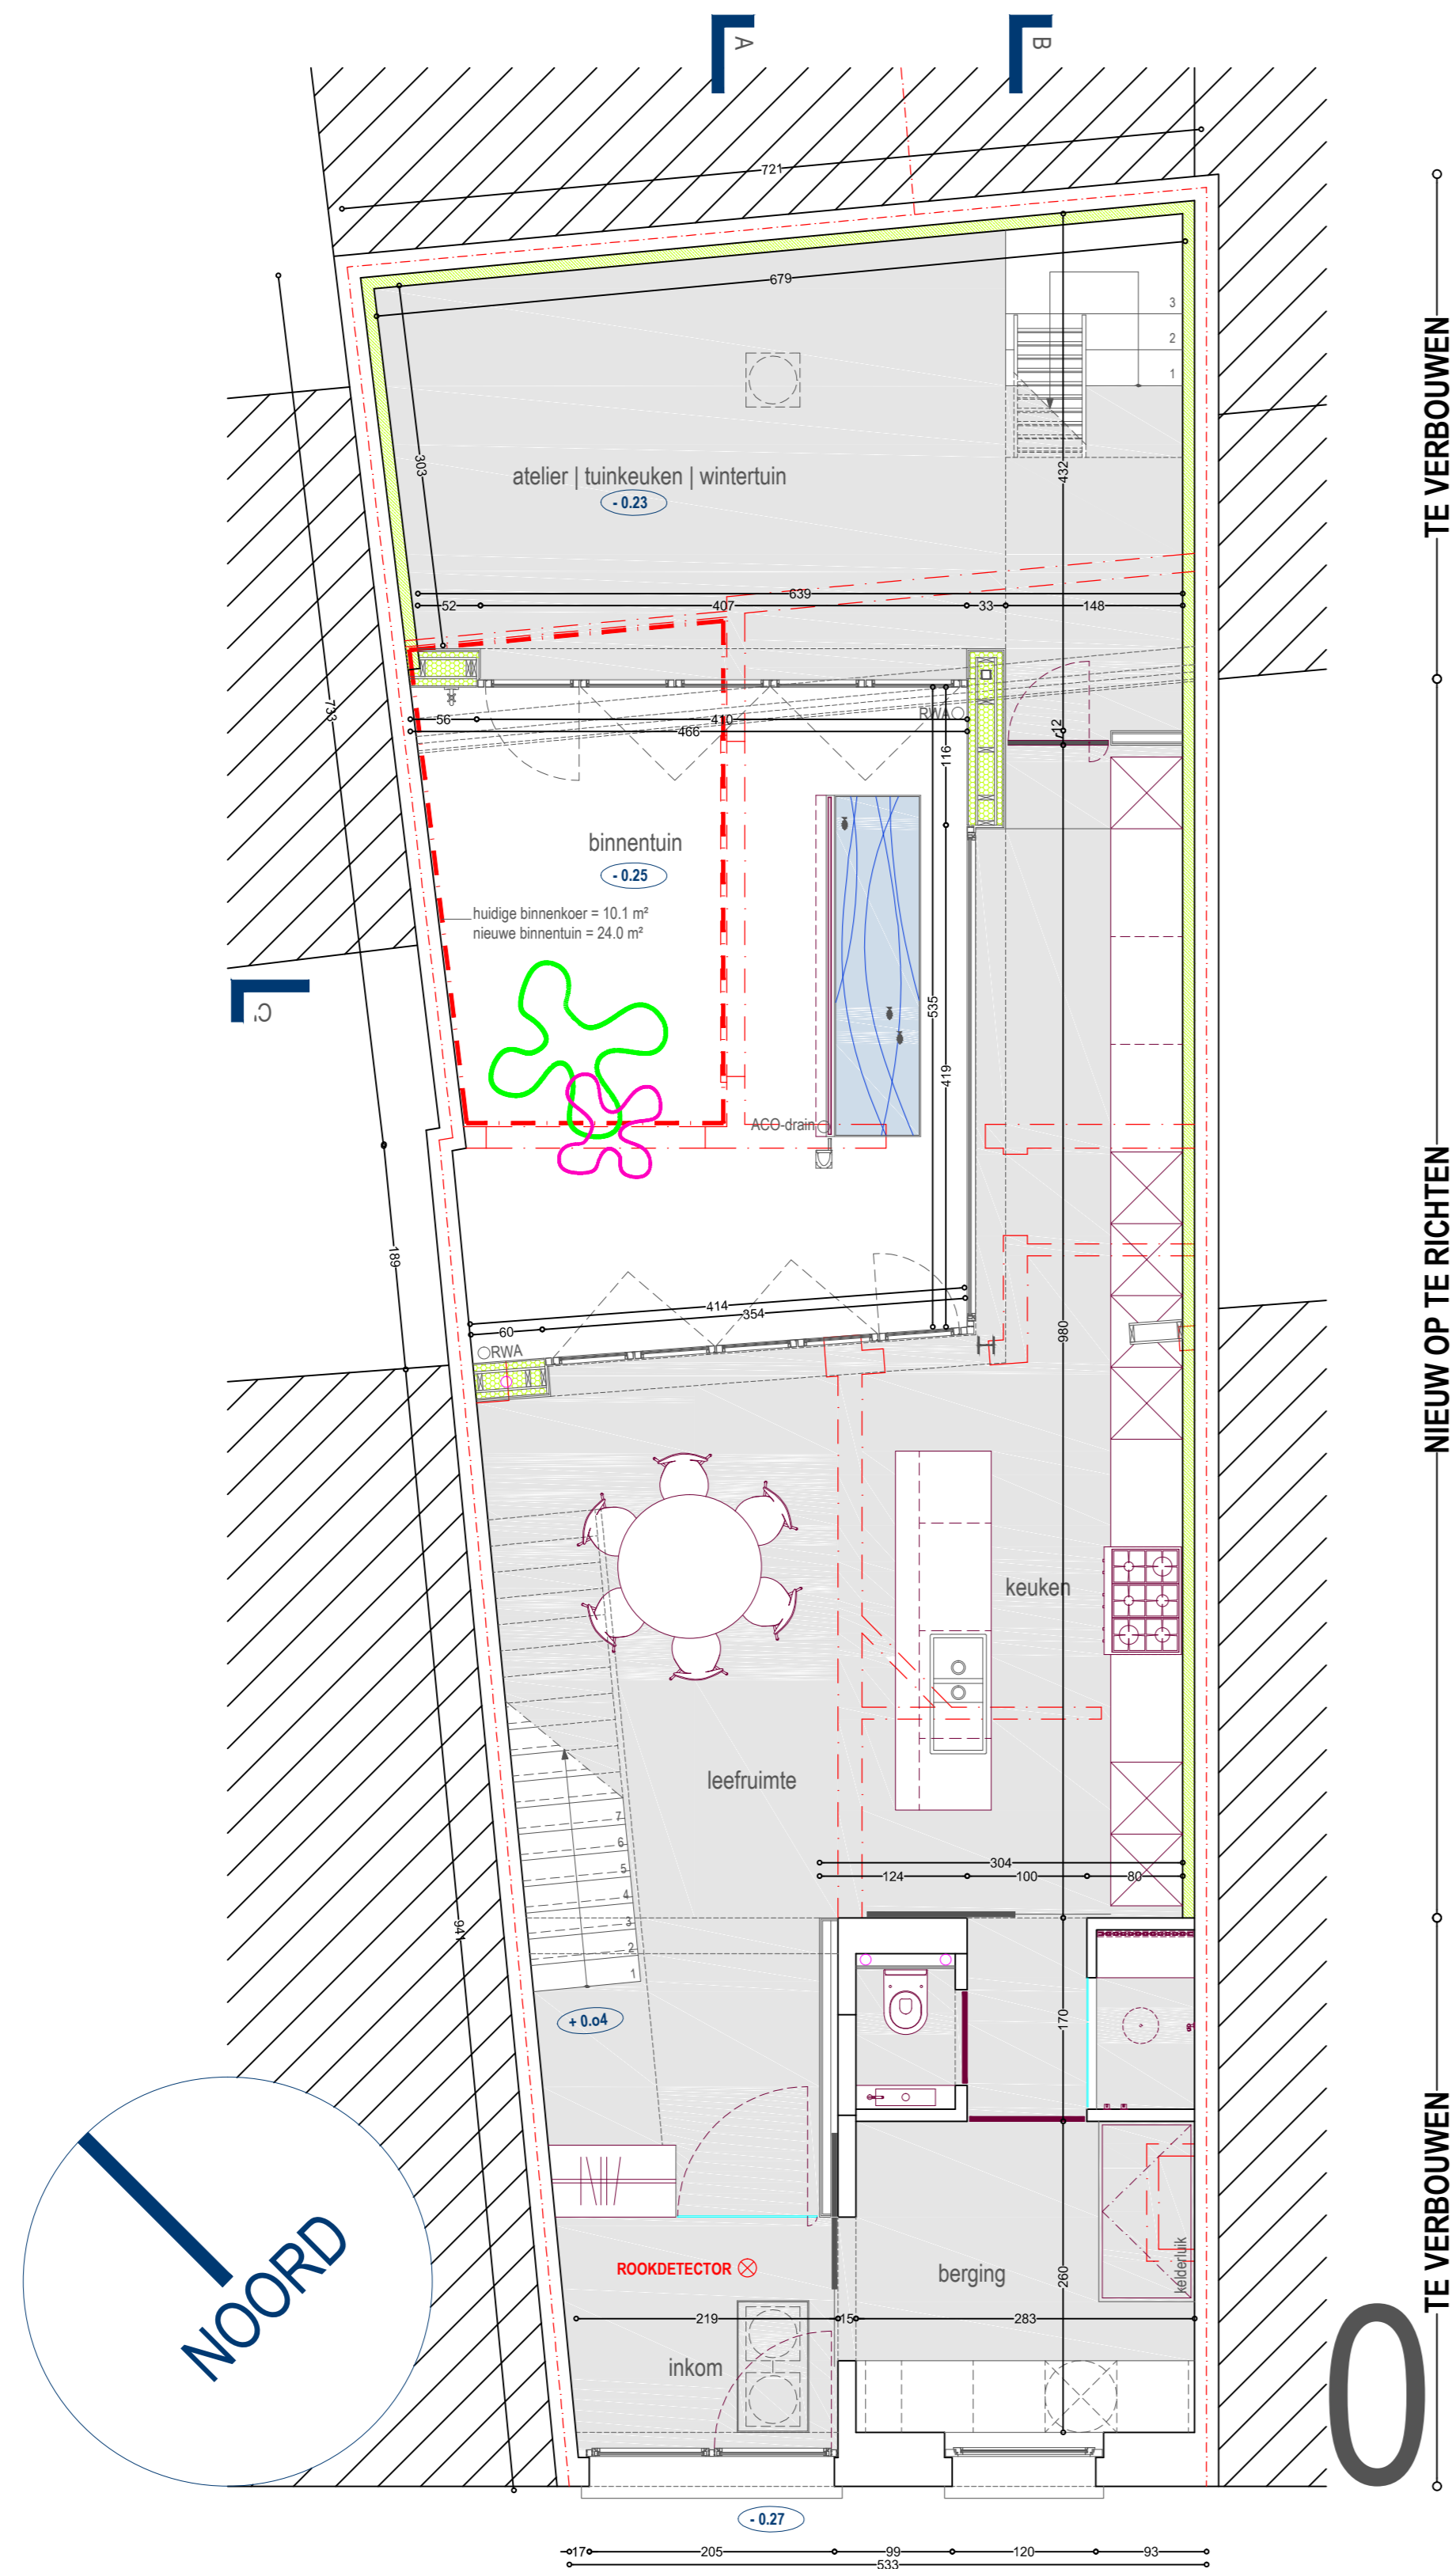 A
B
721
679
3
2
1
303
432
atelier | tuinkeuken | wintertuin
- 0.23
639
52
407
33
148
733
56
410
RWA
466
12
116
binnentuin
- 0.25
huidige binnenkoer = 10.1 m²
nieuwe binnentuin = 24.0 m²
C'
535
419
ACO-drain
189
414
354
60
RWA
980
keuken
leefruimte
7
6
5
4
3
2
1
304
124
100
80
941
+ 0.o4
170
NOORD
ROOKDETECTOR
berging
260
kelderluik
219
15
283
inkom
- 0.27
17
205
99
120
93
533
TE VERBOUWEN
NIEUW OP TE RICHTEN
TE VERBOUWEN
0